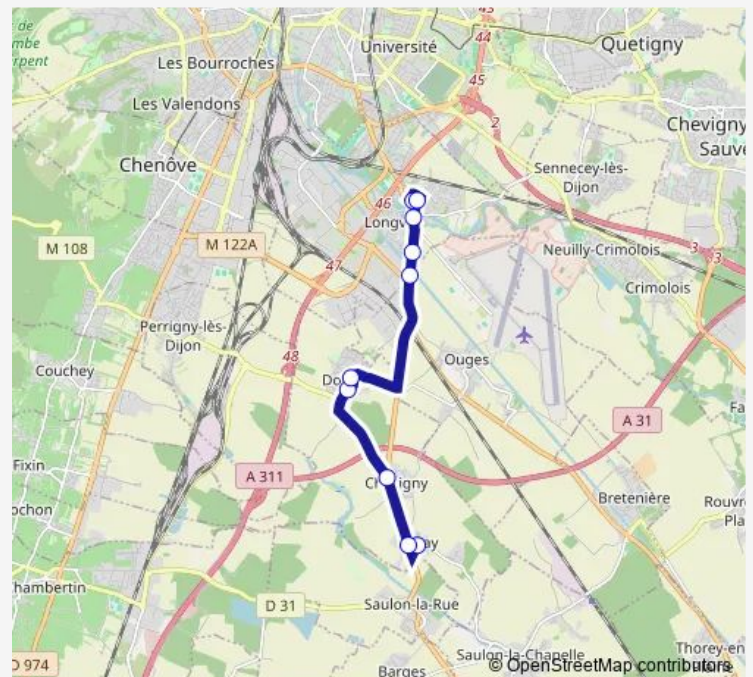 de
mbe
rpent
Les Bourroches
Université
43
44
Quetigny
45
Les Valendons
2
Chevigny
Sauve
Chenôve
Sennecey-lès-
Dijon
46
Longv
M 108
M 122A
Neuilly-Crimolois
3
3
47
Crimolois
Perrigny-lès-
Dijon
48
Ouges
Couchey
Do
Fa
A 31
Fixin
A 311
Ch
igny
Bretenière
ochon
Rouvr
Pla
ay
hambertin
D 31
Saulon-la-Rue
Saulon-la-Chapelle
Thorey-en
D 974
Barges
© OpenStreetMap contributors